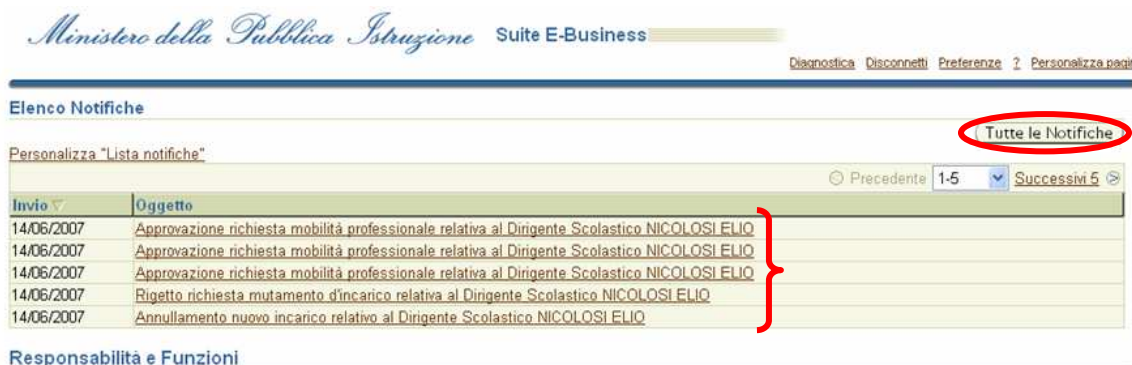 Ministero della Pubblica Istruzione Suite E-Business
Diagnostica Disconnetti Preferenze ? Personalizza pagin
Elenco Notifiche
Tutte le Notifiche
Personalizza "Lista notifiche"
Precedente 1-5 Successivi 5
Invio Oggetto
14/06/2007 Approvazione richiesta mobilità professionale relativa al Dirigente Scolastico NICOLOSI ELIO
14/06/2007 Approvazione richiesta mobilità professionale relativa al Dirigente Scolastico NICOLOSI ELIO
14/06/2007 Approvazione richiesta mobilità professionale relativa al Dirigente Scolastico NICOLOSI ELIO
14/06/2007 Rigetto richiesta mutamento d'incarico relativa al Dirigente Scolastico NICOLOSI ELIO
14/06/2007 Annullamento nuovo incarico relativo al Dirigente Scolastico NICOLOSI ELIO
Responsabilità e Funzioni